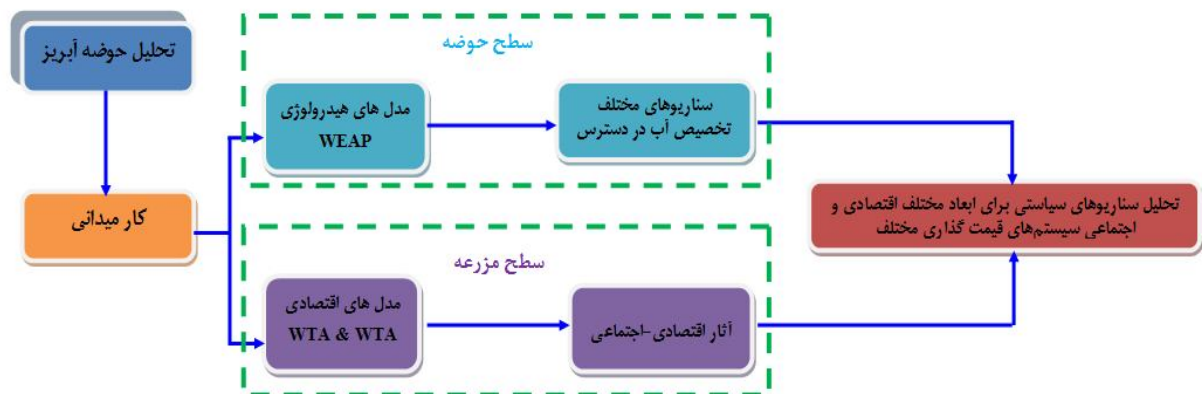 تحلیل حوضه آبریز
کار میدانی
سطح حوضه
مدل های هیدرولوژی
WEAP
سناریوهای مختلف
تخصیص آب در دسترس
سطح مزرعه
مدل های اقتصادی
WTA & WTA
آثار اقتصادی-اجتماعی
تحلیل سناریوهای سیاستی برای ابعاد مختلف اقتصادی و
اجتماعی سیستم‌های قیمت گذاری مختلف